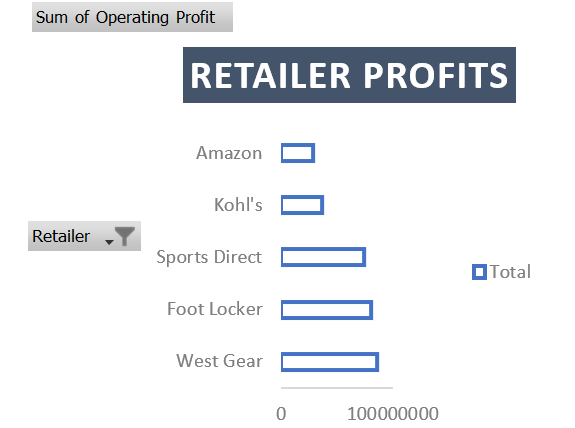 Sum of Operating Profit
RETAILER PROFITS
Amazon
Kohl's
Retailer
Sports Direct
Total
Foot Locker
West Gear
0 100000000